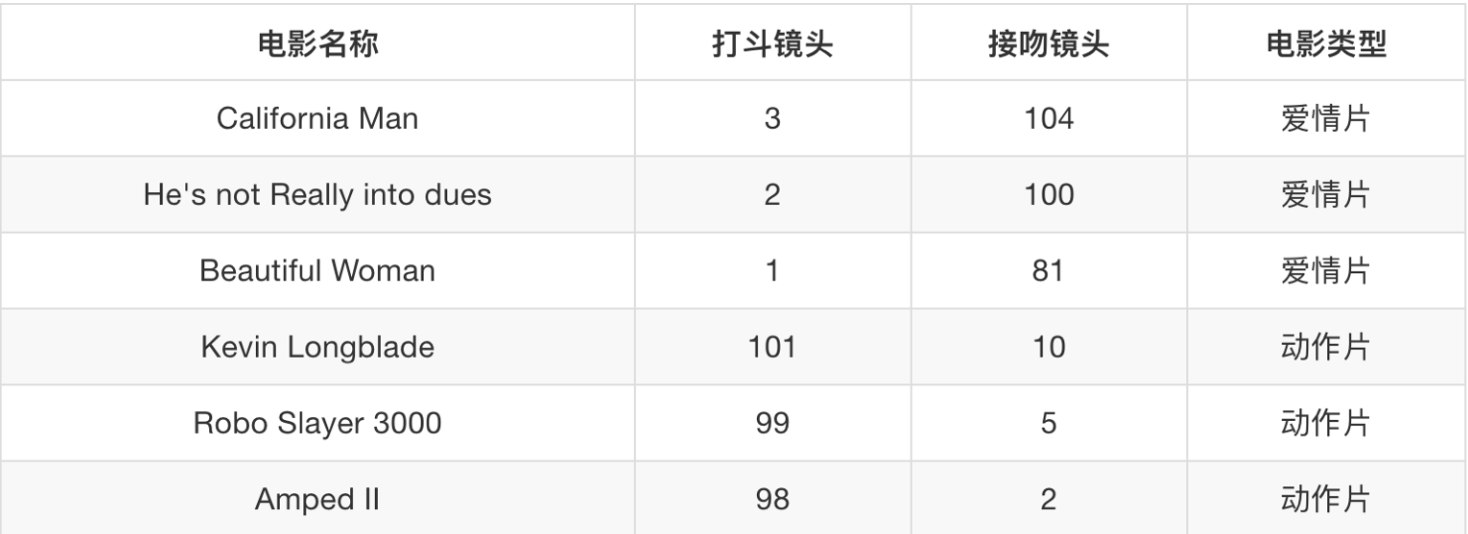 电影名称 打斗镜头 接吻镜头 电影类型
California Man 3 104 爱情片
He's not Really into dues 2 100 爱情片
Beautiful Woman 1 81 爱情片
Kevin Longblade 101 10 动作片
Robo Slayer 3000 99 5 动作片
Amped II 98 2 动作片